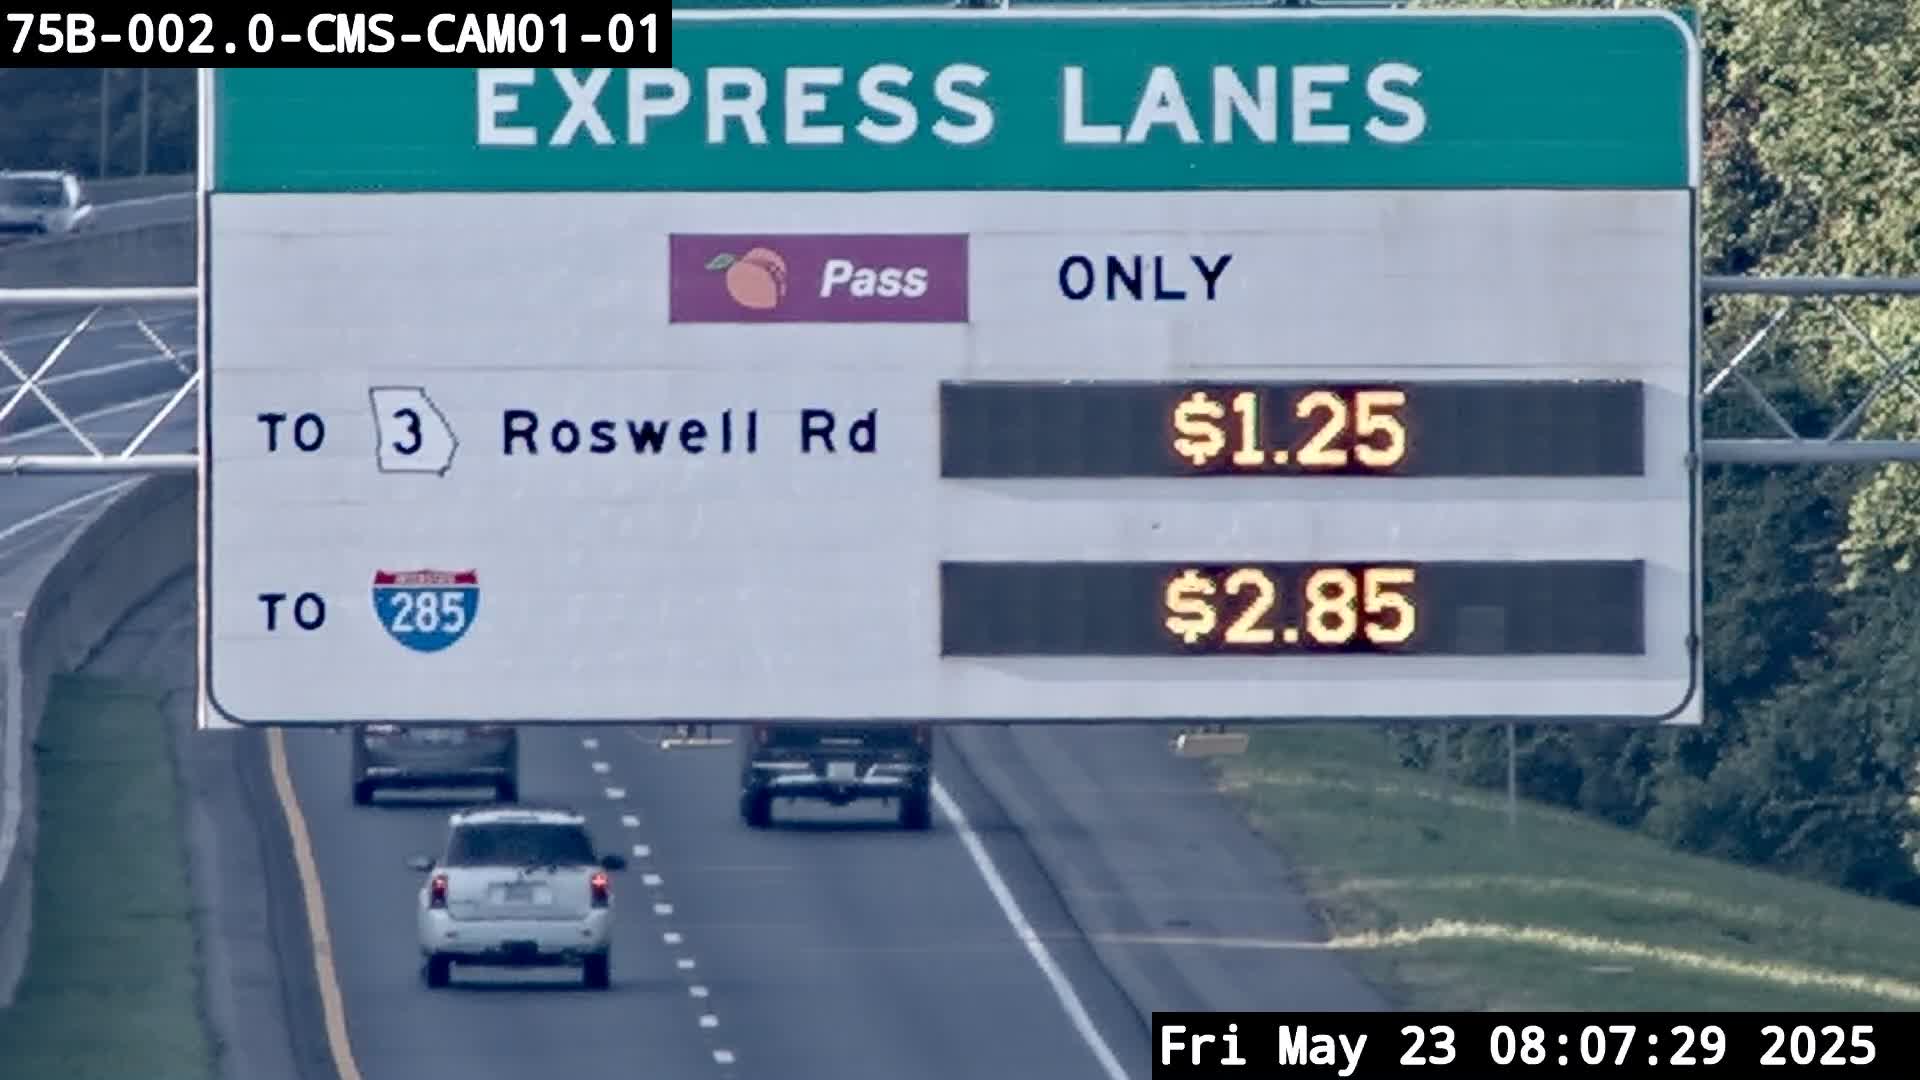 75B-002.0-CMS-CAM01-01
EXPRESS LANES
Pass ONLY
TO 3 Roswell Rd $1.25
INTERSTATE
TO 285 $2.85
Fri May 23 08:07:29 2025